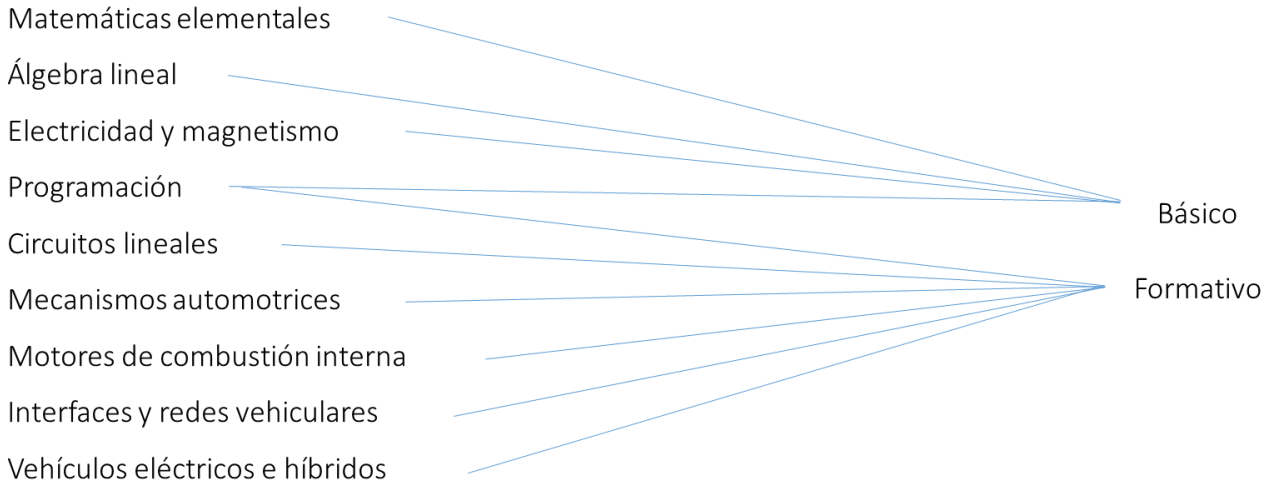 Matemáticas elementales
Álgebra lineal
Electricidad y magnetismo
Programación
Circuitos lineales
Mecanismos automotrices
Motores de combustión interna
Interfaces y redes vehiculares
Vehículos eléctricos e híbridos
Básico
Formativo